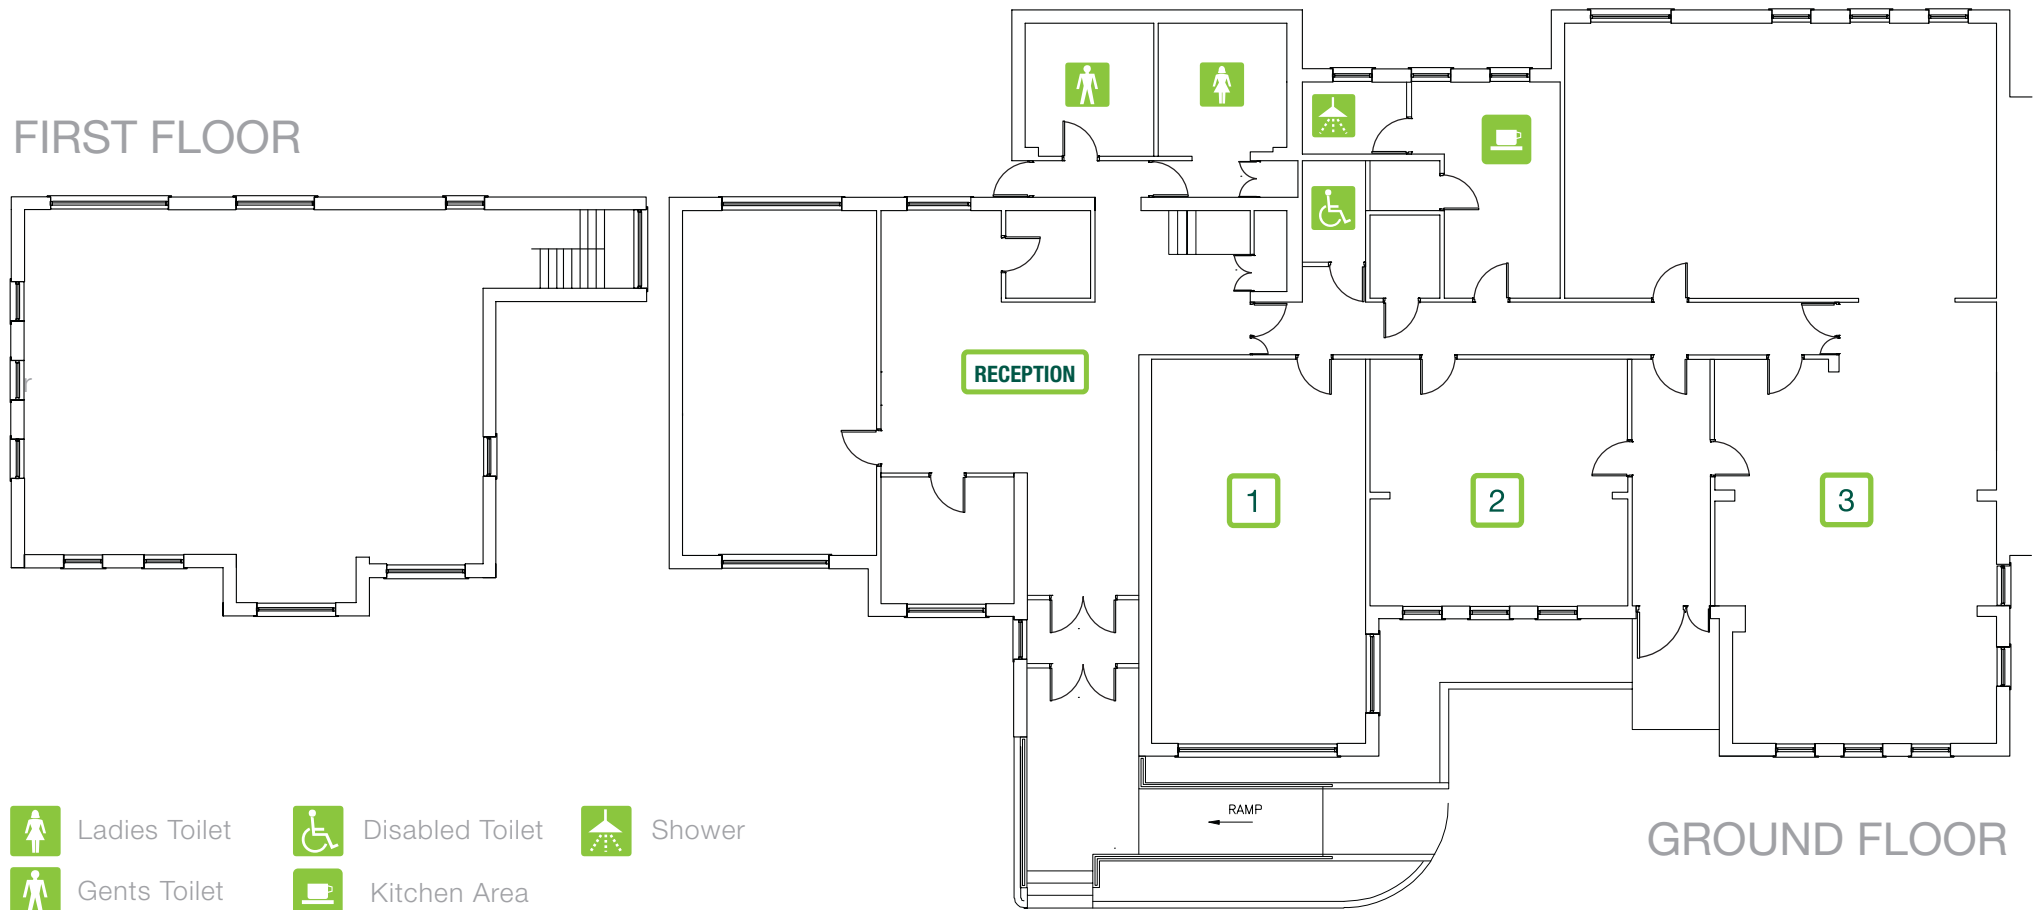 FIRST FLOOR
r
RECEPTION
1
2
3
RAMP
GROUND FLOOR
Ladies Toilet
Disabled Toilet
Shower
Gents Toilet
Kitchen Area